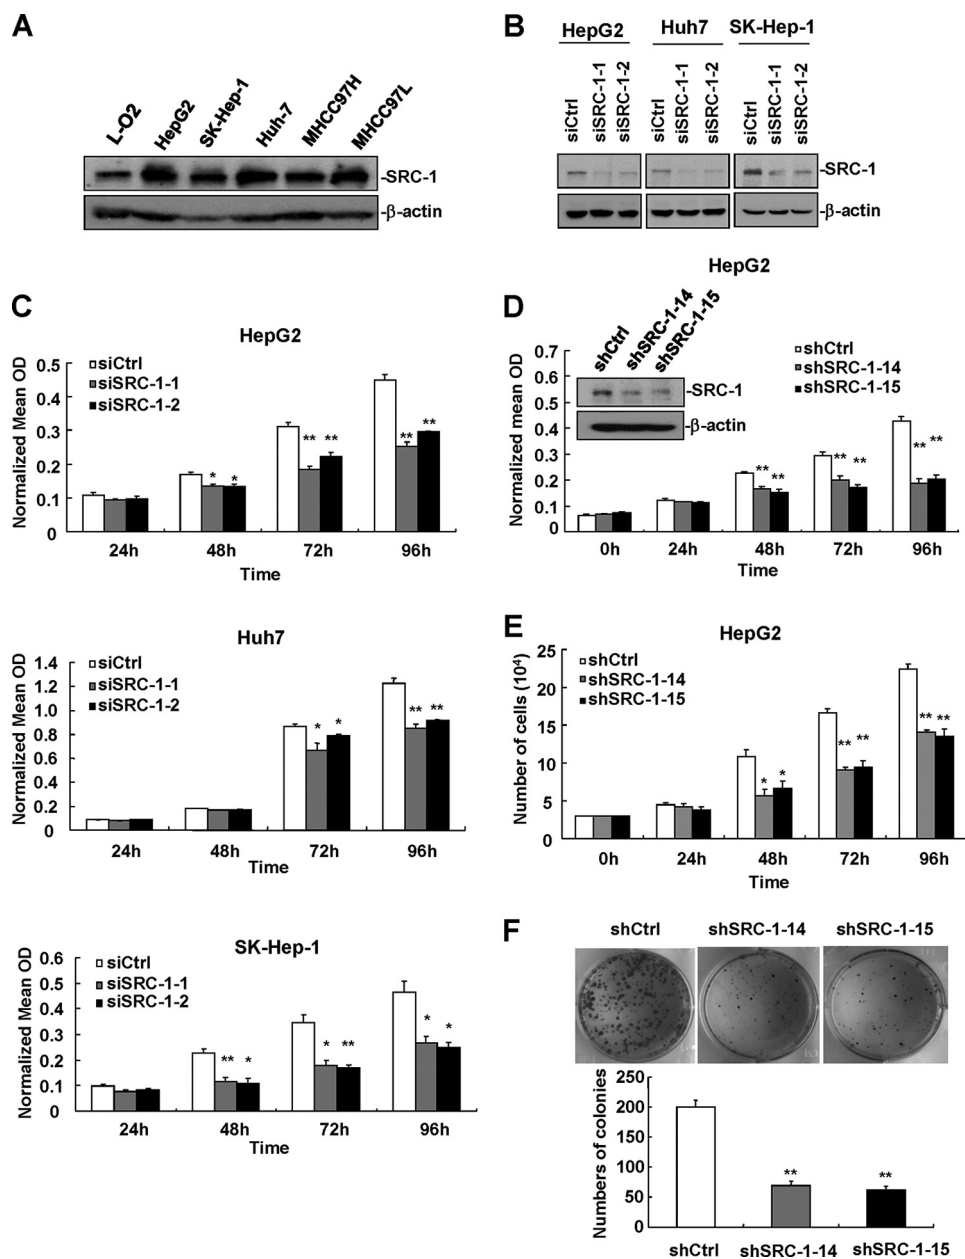 A
L-O2 HepG2 SK-Hep-1 Huh-7 MHCC97H MHCC97L
-SRC-1
-β-actin
B
HepG2 Huh7 SK-Hep-1
siCtrl siSRC-1-1 siSRC-1-2 siCtrl siSRC-1-1 siSRC-1-2 siCtrl siSRC-1-1 siSRC-1-2
-SRC-1
-β-actin
C
HepG2
Normalized Mean OD
siCtrl
siSRC-1-1
siSRC-1-2
0.5
0.4
0.3
0.2
0.1
0
* * ** ** ** **
24h 48h 72h 96h
Time
Huh7
Normalized Mean OD
siCtrl
siSRC-1-1
siSRC-1-2
1.4
1.2
1.0
0.8
0.6
0.4
0.2
0
* * ** **
24h 48h 72h 96h
Time
SK-Hep-1
Normalized Mean OD
siCtrl
siSRC-1-1
siSRC-1-2
0.6
0.5
0.4
0.3
0.2
0.1
0
** * * ** * *
24h 48h 72h 96h
Time
D
HepG2
shCtrl shSRC-1-14 shSRC-1-15
-SRC-1
-β-actin
shCtrl
shSRC-1-14
shSRC-1-15
Normalized mean OD
0.7
0.6
0.5
0.4
0.3
0.2
0.1
0
** ** ** ** ** **
0h 24h 48h 72h 96h
Time
E
HepG2
Number of cells (10⁴)
shCtrl
shSRC-1-14
shSRC-1-15
25
20
15
10
5
0
* * ** ** ** **
0h 24h 48h 72h 96h
Time
F
shCtrl shSRC-1-14 shSRC-1-15
Numbers of colonies
250
200
150
100
50
0
** **
shCtrl shSRC-1-14 shSRC-1-15